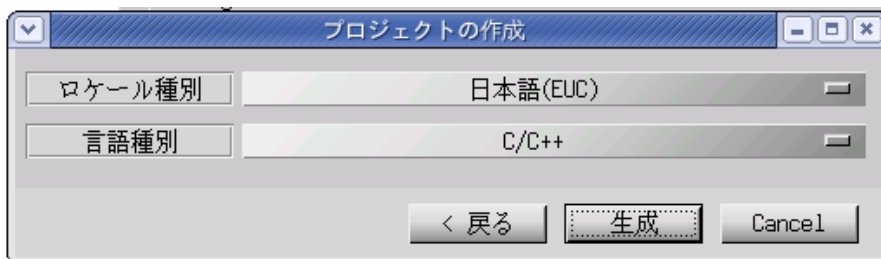 プロジェクトの作成
ロケール種別 日本語(EUC)
言語種別 C/C++
< 戻る 生成 Cancel